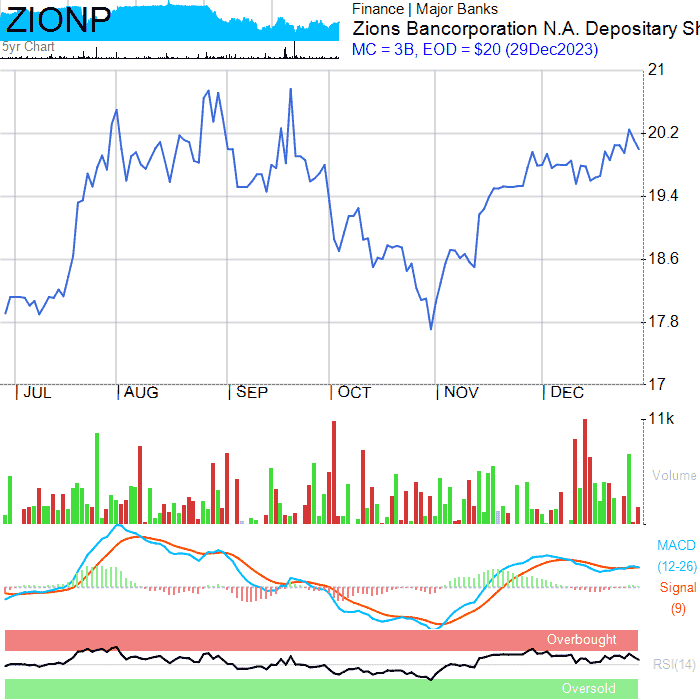 ZIONP
5yr Chart
Finance | Major Banks
Zions Bancorporation N.A. Depositary Sh
MC = 3B, EOD = $20 (29Dec2023)
21
20.2
19.4
18.6
17.8
17
JUL AUG SEP OCT NOV DEC
11k
Volume
MACD
(12-26)
Signal
(9)
Overbought
RSI(14)
Oversold